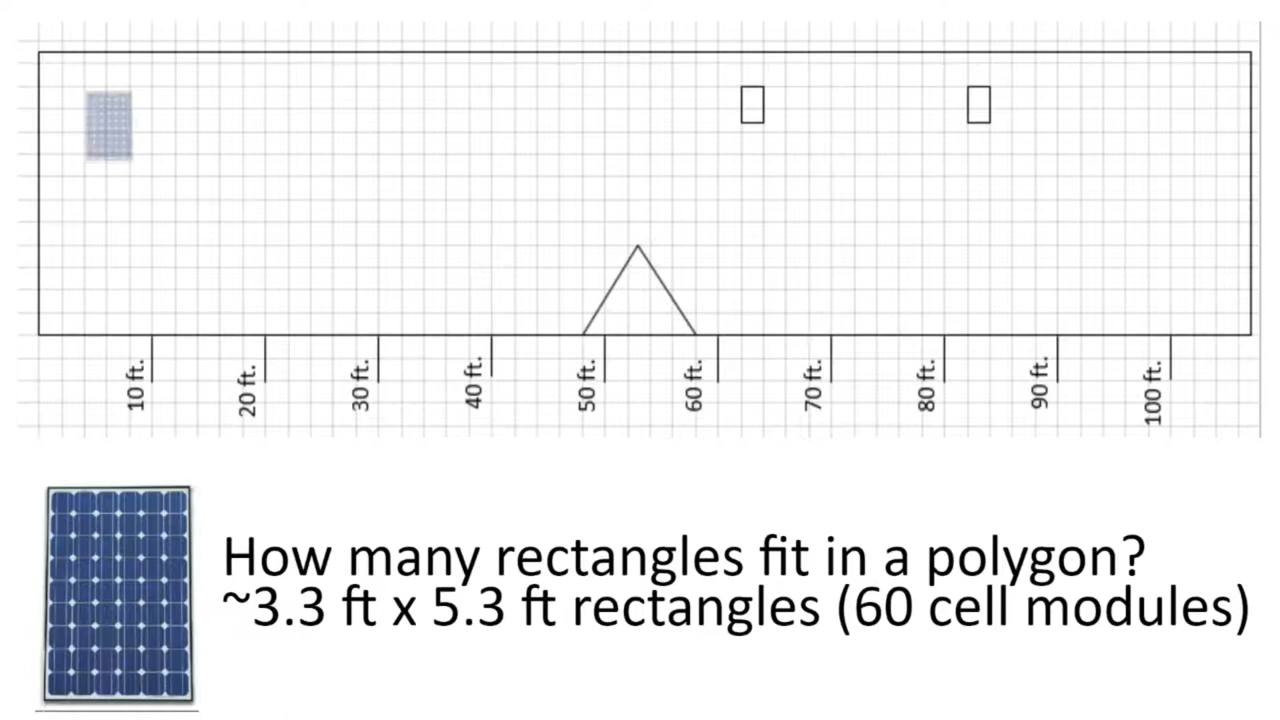 10 ft.
20 ft.
30 ft.
40 ft.
50 ft.
60 ft.
70 ft.
80 ft.
90 ft.
100 ft.
How many rectangles fit in a polygon?
~3.3 ft x 5.3 ft rectangles (60 cell modules)